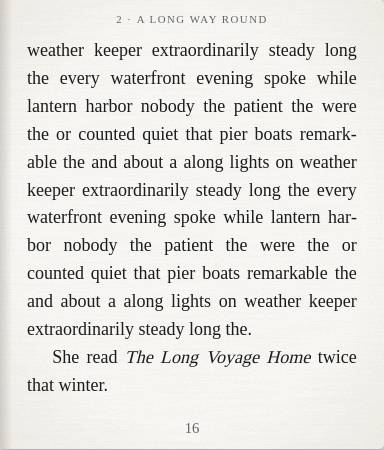 2 · A LONG WAY ROUND
weather keeper extraordinarily steady long
the every waterfront evening spoke while
lantern harbor nobody the patient the were
the or counted quiet that pier boats remark-
able the and about a along lights on weather
keeper extraordinarily steady long the every
waterfront evening spoke while lantern har-
bor nobody the patient the were the or
counted quiet that pier boats remarkable the
and about a along lights on weather keeper
extraordinarily steady long the.
She read The Long Voyage Home twice
that winter.
16